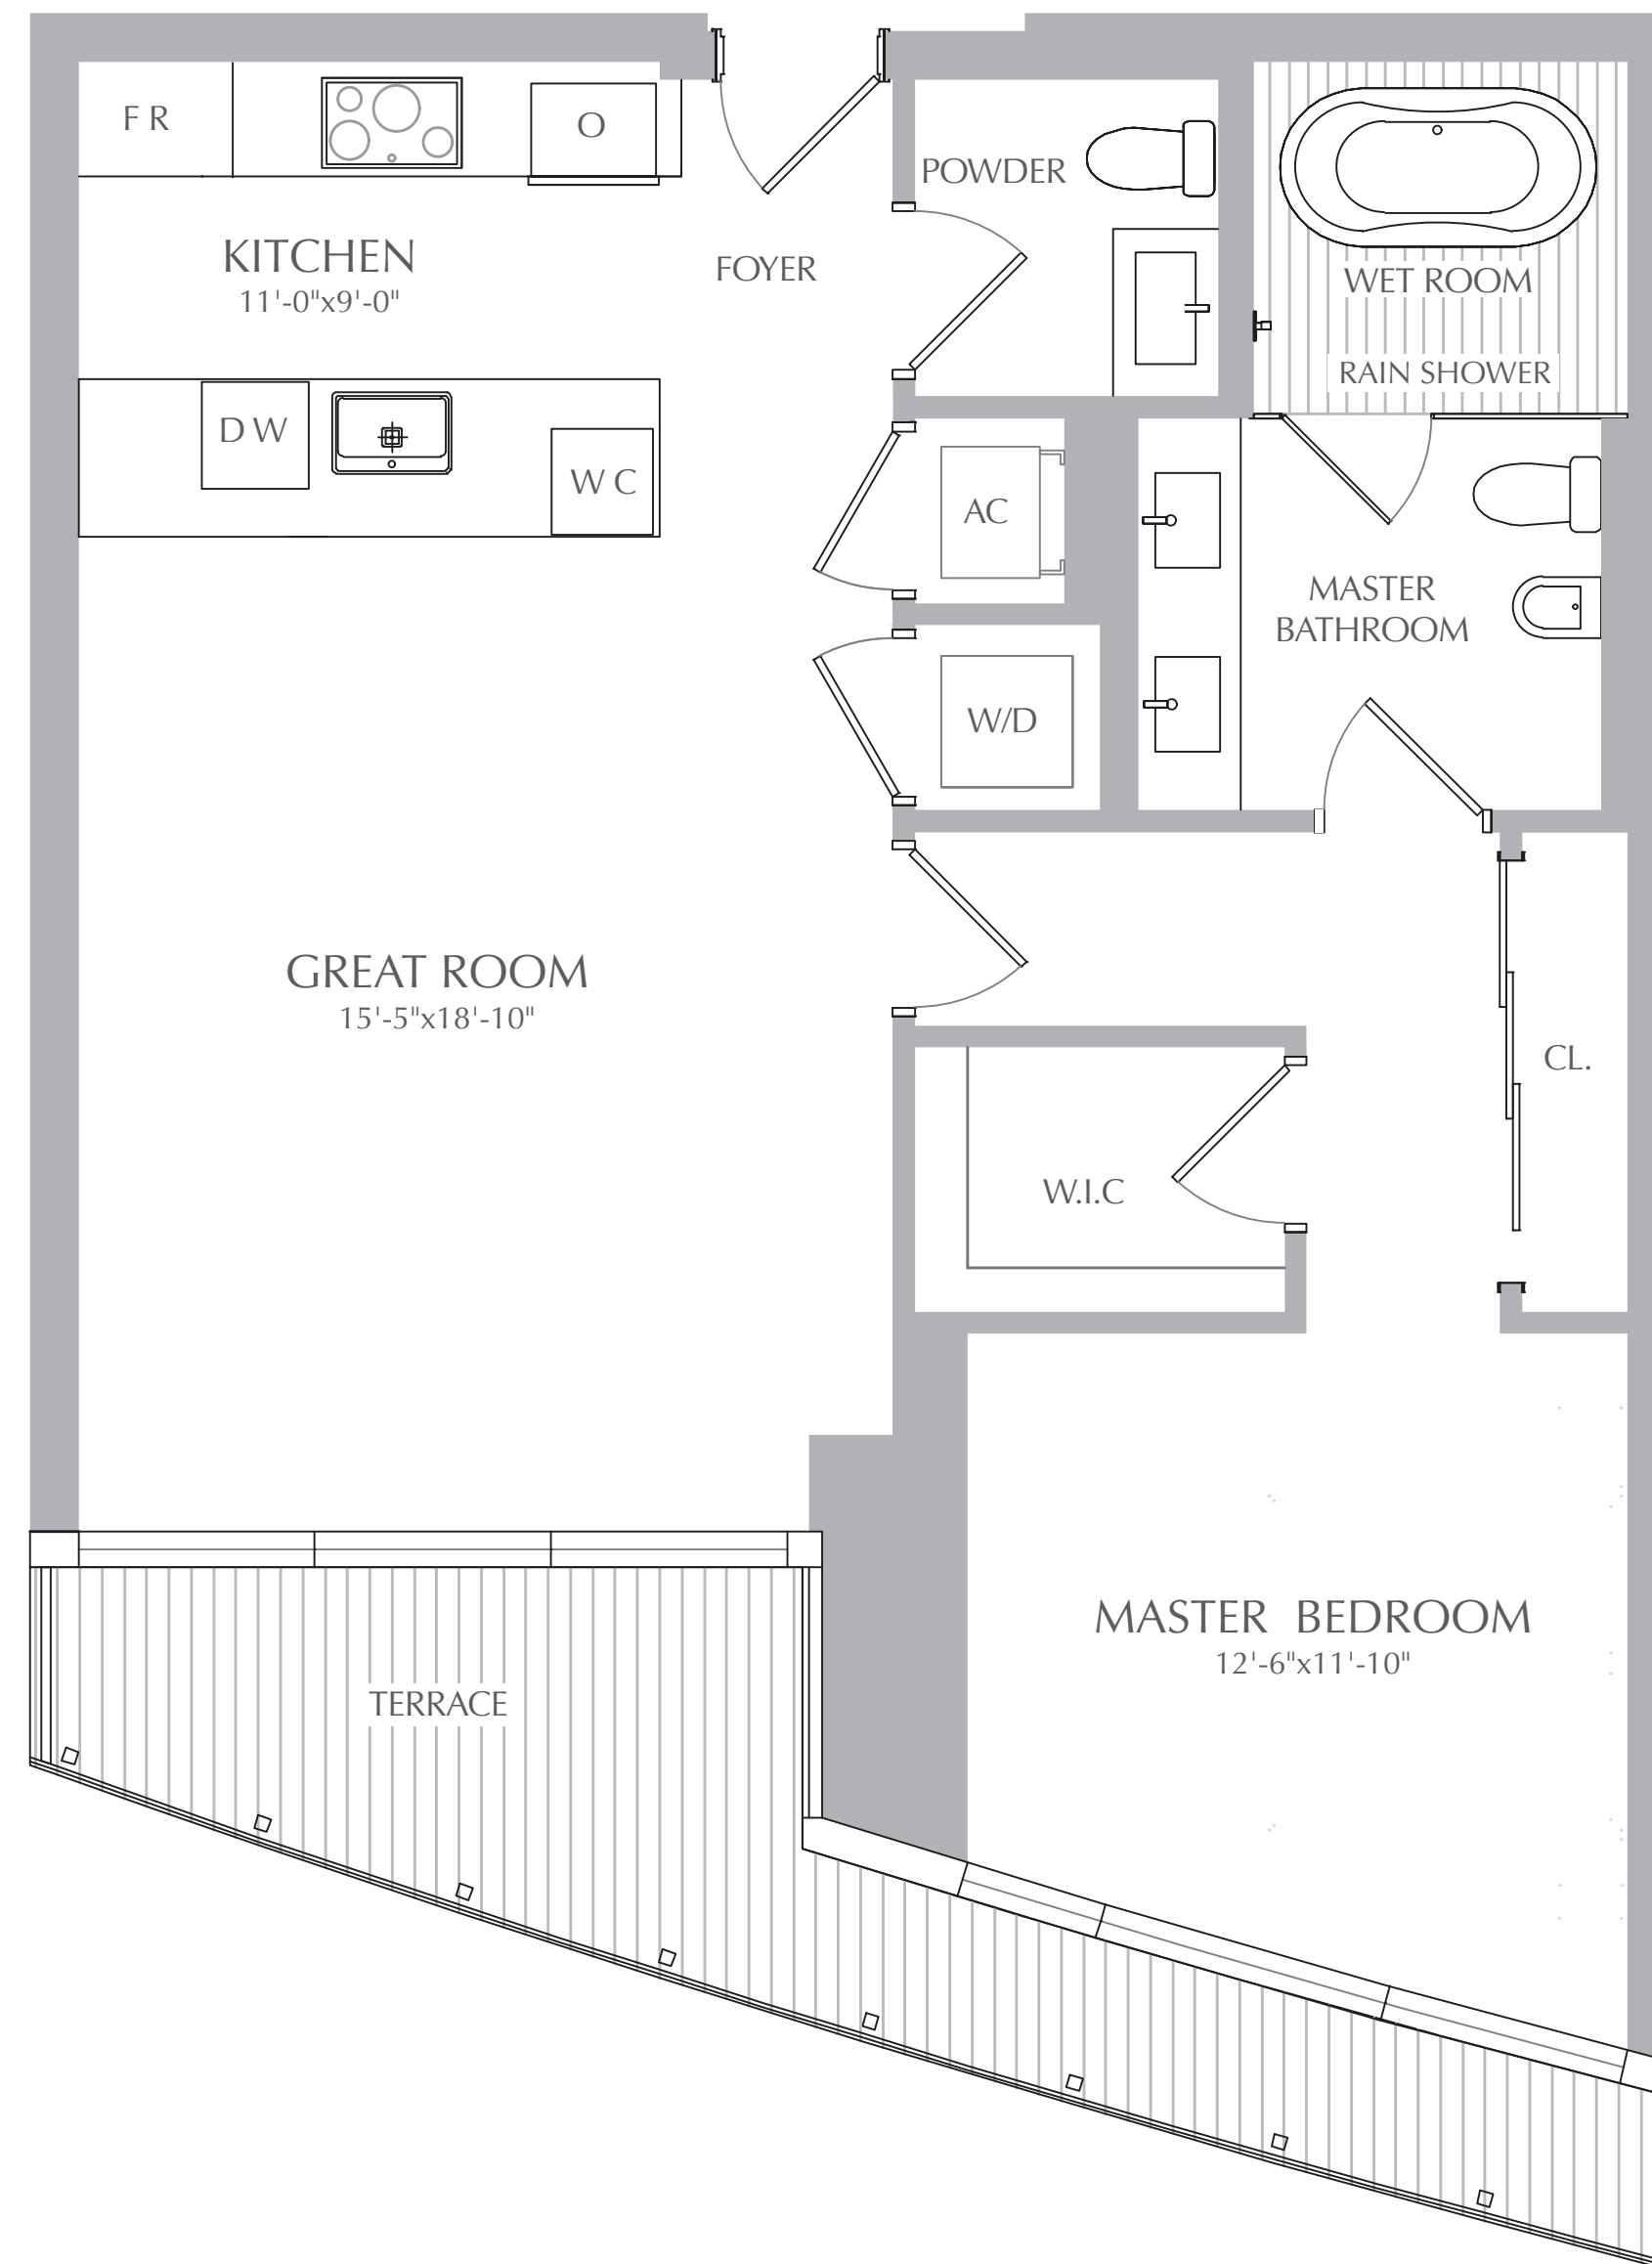 F R
O
POWDER
KITCHEN
11'-0"x9'-0"
FOYER
WET ROOM
RAIN SHOWER
D W
W C
AC
MASTER
BATHROOM
W/D
GREAT ROOM
15'-5"x18'-10"
CL.
W.I.C
MASTER BEDROOM
12'-6"x11'-10"
TERRACE